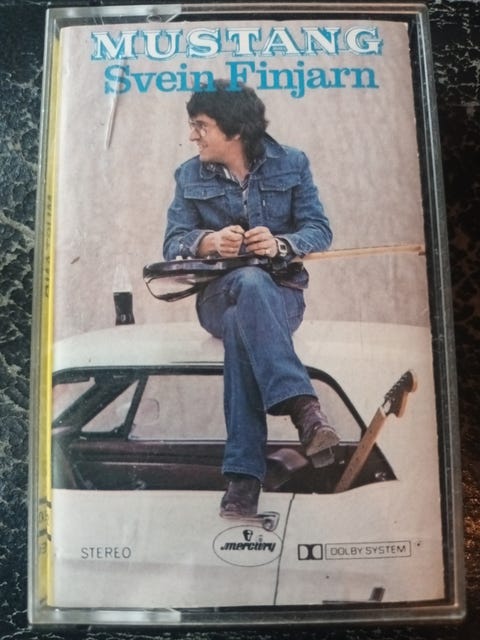 MUSTANG
Svein Finjarn
STEREO
mercury
DOLBY SYSTEM